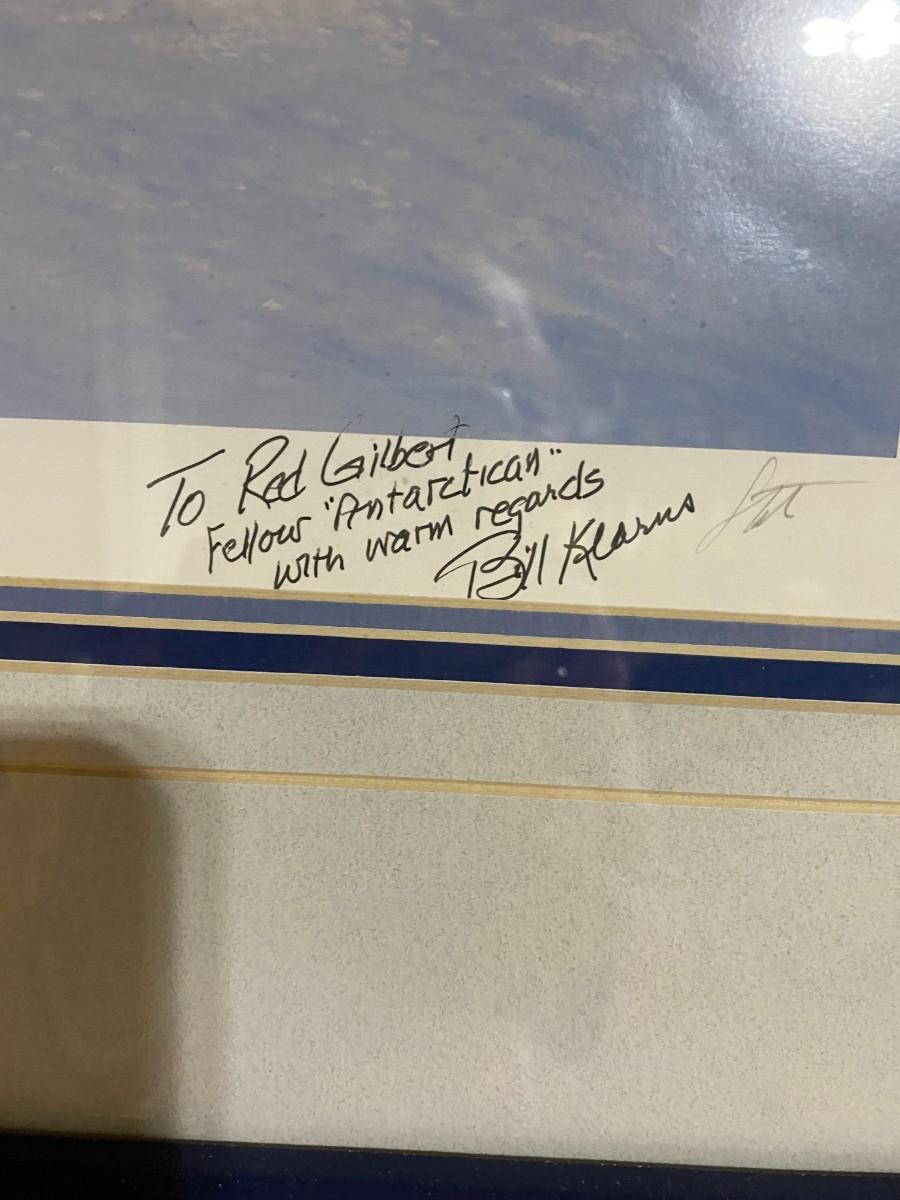 To Red Gilbert
Fellow "Antarctican"
with warm regards
Bill Kearns